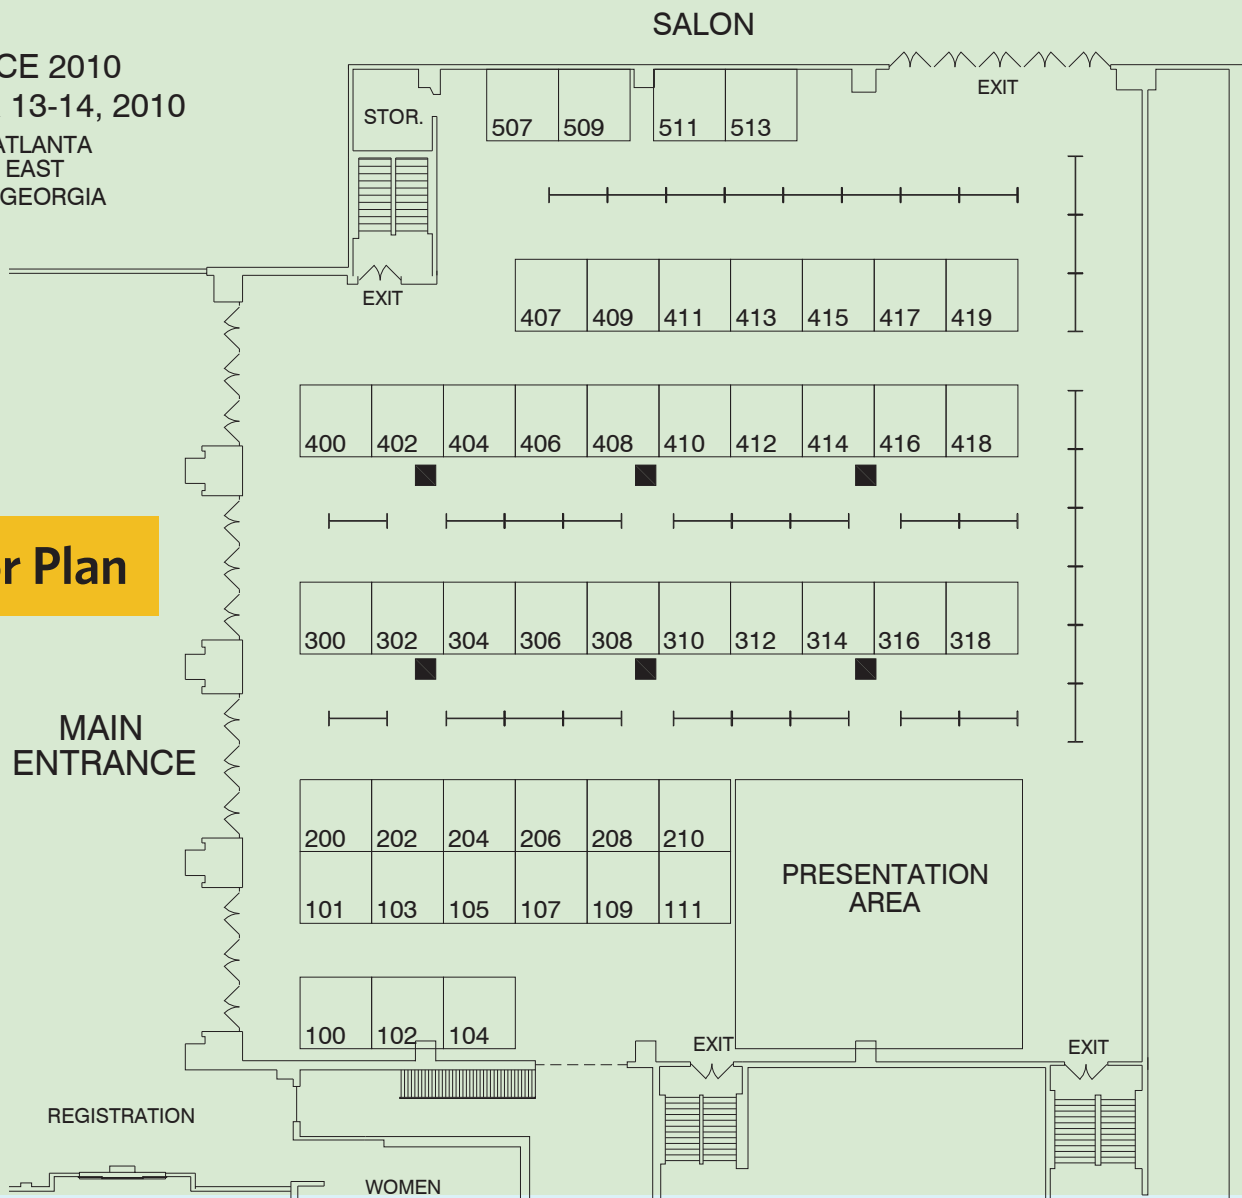 SALON
CE 2010
13-14, 2010
ATLANTA
EAST
GEORGIA
STOR.
EXIT
507 509 511 513
EXIT
407 409 411 413 415 417 419
400 402 404 406 408 410 412 414 416 418
r Plan
300 302 304 306 308 310 312 314 316 318
MAIN
ENTRANCE
200 202 204 206 208 210
101 103 105 107 109 111
PRESENTATION
AREA
100 102 104
EXIT
EXIT
REGISTRATION
WOMEN